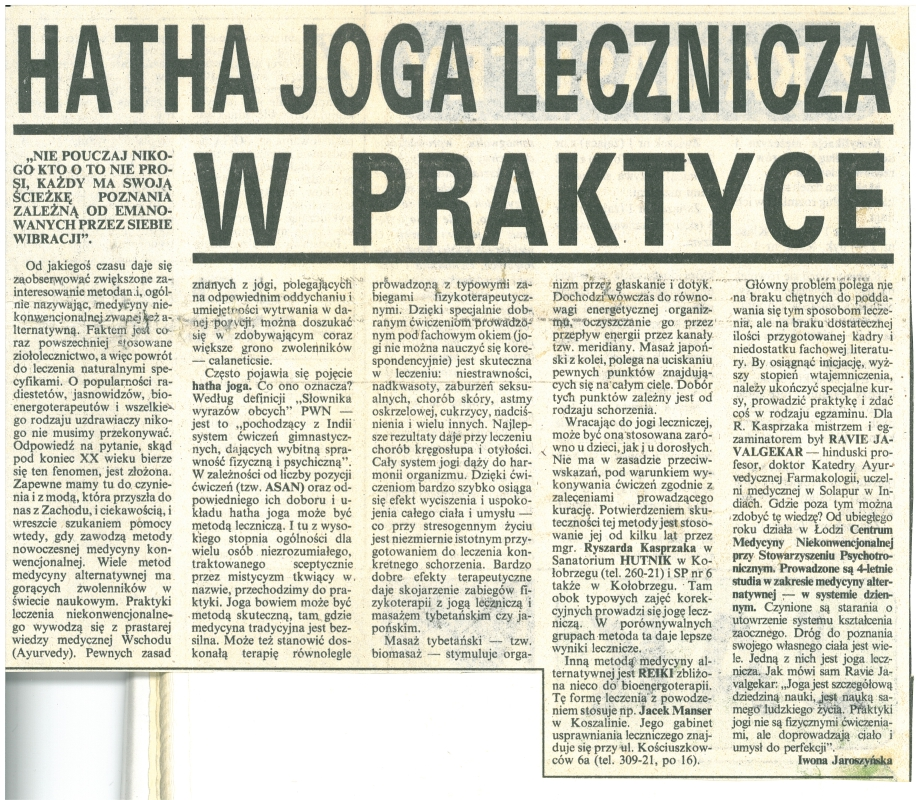 HATHA JOGA LECZNICZA
W PRAKTYCE
„NIE POUCZAJ NIKO-
GO KTO O TO NIE PRO-
SI, KAŻDY MA SWOJĄ
ŚCIEŻKĘ POZNANIA
ZALEŻNĄ OD EMANO-
WANYCH PRZEZ SIEBIE
WIBRACJI”.
Od jakiegoś czasu daje się
zaobserwować zwiększone za-
interesowanie metodami, ogól-
nie nazywając, medycyny nie-
konwencjonalnej zwanej też a-
lternatywną. Faktem jest co-
raz powszechniej stosowane
ziołolecznictwo, a więc powrót
do leczenia naturalnymi spe-
cyfikami. O popularności ra-
diestetów, jasnowidzów, bio-
energoterapeutów i wszelkie-
go rodzaju uzdrawiaczy niko-
go nie musimy przekonywać.
Odpowiedź na pytanie, skąd
pod koniec XX wieku bierze
się ten fenomen, jest złożona.
Zapewne mamy tu do czynie-
nia i z modą, która przyszła do
nas z Zachodu, i ciekawością, i
wreszcie szukaniem pomocy
wtedy, gdy zawodzą metody
nowoczesnej medycyny kon-
wencjonalnej. Wiele metod
medycyny alternatywnej ma
gorących zwolenników w
świecie naukowym. Praktyki
leczenia niekonwencjonalne-
go wywodzą się z prastarej
wiedzy medycznej Wschodu
(Ayurvedy). Pewnych zasad
znanych z jogi, polegających
na odpowiednim oddychaniu i
umiejętności wytrwania w da-
nej pozycji, można doszukać
się w zdobywającym coraz
większe grono zwolenników
— calaneticsie.
Często pojawia się pojęcie
hatha joga. Co ono oznacza?
Według definicji „Słownika
wyrazów obcych” PWN —
jest to „pochodzący z Indii
system ćwiczeń gimnastycz-
nych, dających wybitną spra-
wność fizyczną i psychiczną”.
W zależności od liczby pozycji
ćwiczeń (tzw. ASAN) oraz od-
powiedniego ich doboru i u-
kładu hatha joga może być
metodą leczniczą. I tu z wyso-
kiego stopnia ogólności dla
wielu osób niezrozumiałego,
traktowanego sceptycznie
przez mistycyzm tkwiący w
nazwie, przechodzimy do pra-
ktyki. Joga bowiem może być
metodą skuteczną, tam gdzie
medycyna tradycyjna jest bez-
silna. Może też stanowić dos-
konałą terapię równolegle
prowadzoną z typowymi za-
biegami fizykoterapeutycz-
nymi. Dzięki specjalnie dob-
ranym ćwiczeniom prowadzo-
nym pod fachowym okiem (jo-
gi nie można nauczyć się kore-
spondencyjnie) jest skuteczna
w leczeniu: niestrawności,
nadkwasoty, zaburzeń seksu-
alnych, chorób skóry, astmy
oskrzelowej, cukrzycy, nadciś-
nienia i wielu innych. Najlep-
sze rezultaty daje przy leczeniu
chorób kręgosłupa i otyłości.
Cały system jogi dąży do har-
monii organizmu. Dzięki ćwi-
czeniom bardzo szybko osiąga
się efekt wyciszenia i uspoko-
jenia całego ciała i umysłu —
co przy stresogennym życiu
jest niezmiernie istotnym przy-
gotowaniem do leczenia kon-
kretnego schorzenia. Bardzo
dobre efekty terapeutyczne
daje skojarzenie zabiegów fi-
zykoterapii z jogą leczniczą i
masażem tybetańskim czy ja-
pońskim.
Masaż tybetański — tzw.
biomasaż — stymuluje orga-
nizm przez głaskanie i dotyk.
Dochodzi wówczas do równo-
wagi energetycznej organiz-
mu, oczyszczanie go przez
przepływ energii przez kanały
tzw. meridiany. Masaż japoń-
ski z kolei, polega na uciskaniu
pewnych punktów znajdują-
cych się na całym ciele. Dobór
tych punktów zależny jest od
rodzaju schorzenia.
Wracając do jogi leczniczej,
może być ona stosowana zaró-
wno u dzieci, jak i u dorosłych.
Nie ma w zasadzie przeciw-
wskazań, pod warunkiem wy-
konywania ćwiczeń zgodnie z
zaleceniami prowadzącego
kurację. Potwierdzeniem sku-
teczności tej metody jest stoso-
wanie jej od kilku lat przez
mgr. Ryszarda Kasprzaka w
Sanatorium HUTNIK w Ko-
łobrzegu (tel. 260-21) i SP nr 6
także w Kołobrzegu. Tam
obok typowych zajęć korek-
cyjnych prowadzi się jogę lecz-
niczą. W porównywalnych
grupach metoda ta daje lepsze
wyniki lecznicze.
Inną metodą medycyny al-
ternatywnej jest REIKI zbliżo-
na nieco do bioenergoterapii.
Tę formę leczenia z powodze-
niem stosuje np. Jacek Manser
w Koszalinie. Jego gabinet
usprawniania leczniczego znaj-
duje się przy ul. Kościuszkow-
ców 6a (tel. 309-21, po 16).
Główny problem polega nie
na braku chętnych do poddawa-
nia się tym sposobom lecze-
nia, ale na braku dostatecznej
ilości przygotowanej kadry i
niedostatku fachowej literatu-
ry. By osiągnąć inicjację, wyż-
szy stopień wtajemniczenia,
należy ukończyć specjalne kur-
sy, prowadzić praktykę i zdać
coś w rodzaju egzaminu. Dla
R. Kasprzaka mistrzem i eg-
zaminatorem był RAVIE JA-
VALGEKAR — hinduski pro-
fesor, doktor Katedry Ayur-
vedycznej Farmakologii, uczel-
ni medycznej w Solapur w In-
diach. Gdzie poza tym można
zdobyć tę wiedzę? Od ubiegłego
roku działa w Łodzi Centrum
Medycyny Niekonwencjonalnej
przy Stowarzyszeniu Psychotro-
nicznym. Prowadzone są 4-letnie
studia w zakresie medycyny alter-
natywnej — w systemie dzien-
nym. Czynione są starania o
utworzenie systemu kształcenia
zaocznego. Dróg do poznania
swojego własnego ciała jest wie-
le. Jedną z nich jest joga lecz-
nicza. Jak mówi sam Ravie Ja-
valgekar: „Joga jest szczegółową
dziedziną nauki, jest nauką sa-
mego ludzkiego życia. Praktyki
jogi nie są fizycznymi ćwiczenia-
mi, ale doprowadzają ciało i
umysł do perfekcji”.
Iwona Jaroszyńska